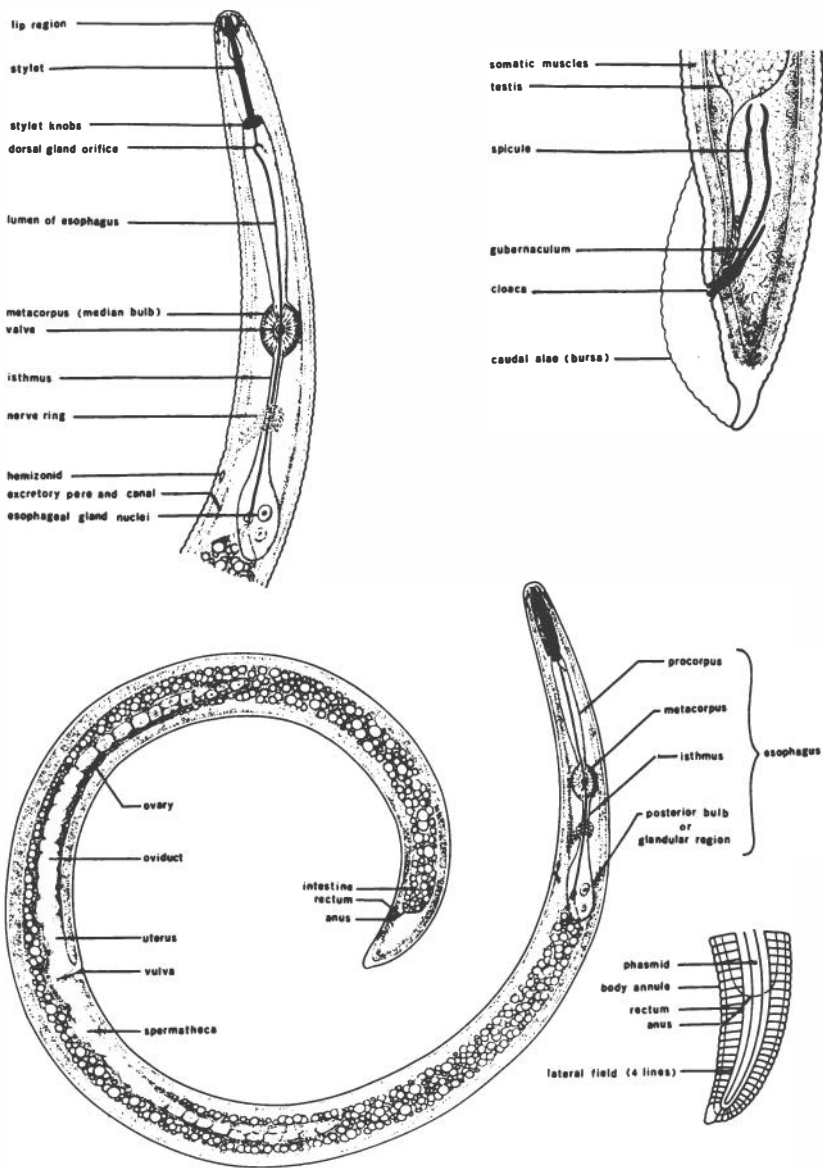 lip region
stylet
stylet knobs
dorsal gland orifice
lumen of esophagus
metacorpus (median bulb)
valve
isthmus
nerve ring
hemizonid
excretory pore and canal
esophageal gland nuclei
somatic muscles
testis
spicule
gubernaculum
cloaca
caudal alae (bursa)
ovary
oviduct
uterus
vulva
spermatheca
intestine
rectum
anus
procorpus
metacorpus
isthmus
posterior bulb
or
glandular region
esophagus
phasmid
body annule
rectum
anus
lateral field (4 lines)